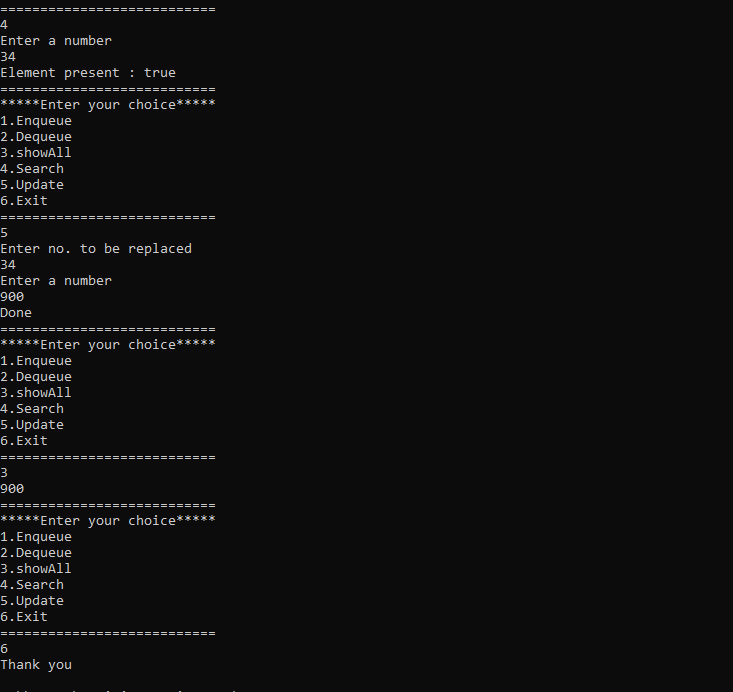 ===========================
4
Enter a number
34
Element present : true
===========================
*****Enter your choice*****
1.Enqueue
2.Dequeue
3.showAll
4.Search
5.Update
6.Exit
===========================
5
Enter no. to be replaced
34
Enter a number
900
Done
===========================
*****Enter your choice*****
1.Enqueue
2.Dequeue
3.showAll
4.Search
5.Update
6.Exit
===========================
3
900
===========================
*****Enter your choice*****
1.Enqueue
2.Dequeue
3.showAll
4.Search
5.Update
6.Exit
===========================
6
Thank you